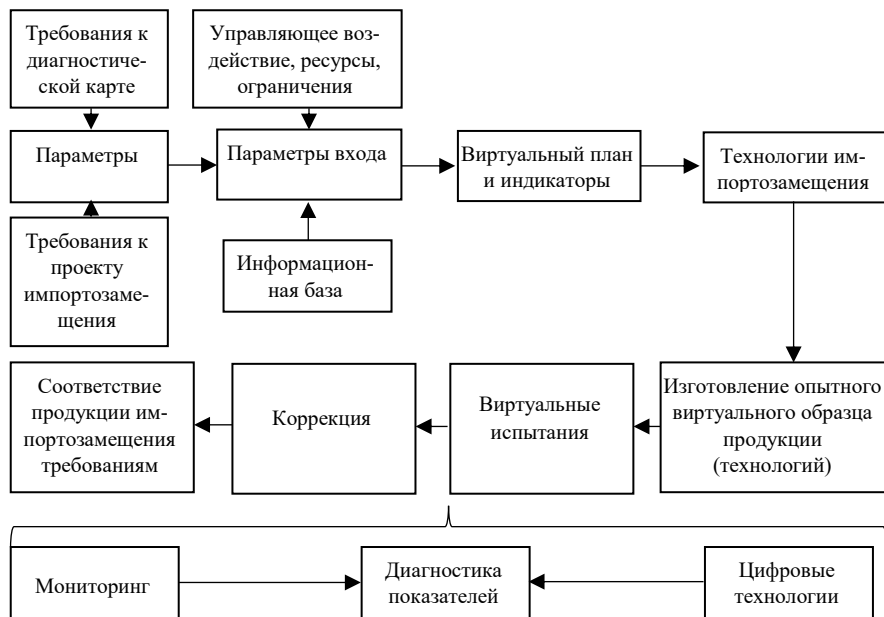 Требования к
диагностиче-
ской карте
Управляющее воз-
действие, ресурсы,
ограничения
Параметры
Параметры входа
Виртуальный план
и индикаторы
Технологии им-
портозамещения
Требования к
проекту
импортозаме-
щения
Информацион-
ная база
Соответствие
продукции им-
портозамещения
требованиям
Коррекция
Виртуальные
испытания
Изготовление опытного
виртуального образца
продукции
(технологий)
Мониторинг
Диагностика
показателей
Цифровые
технологии